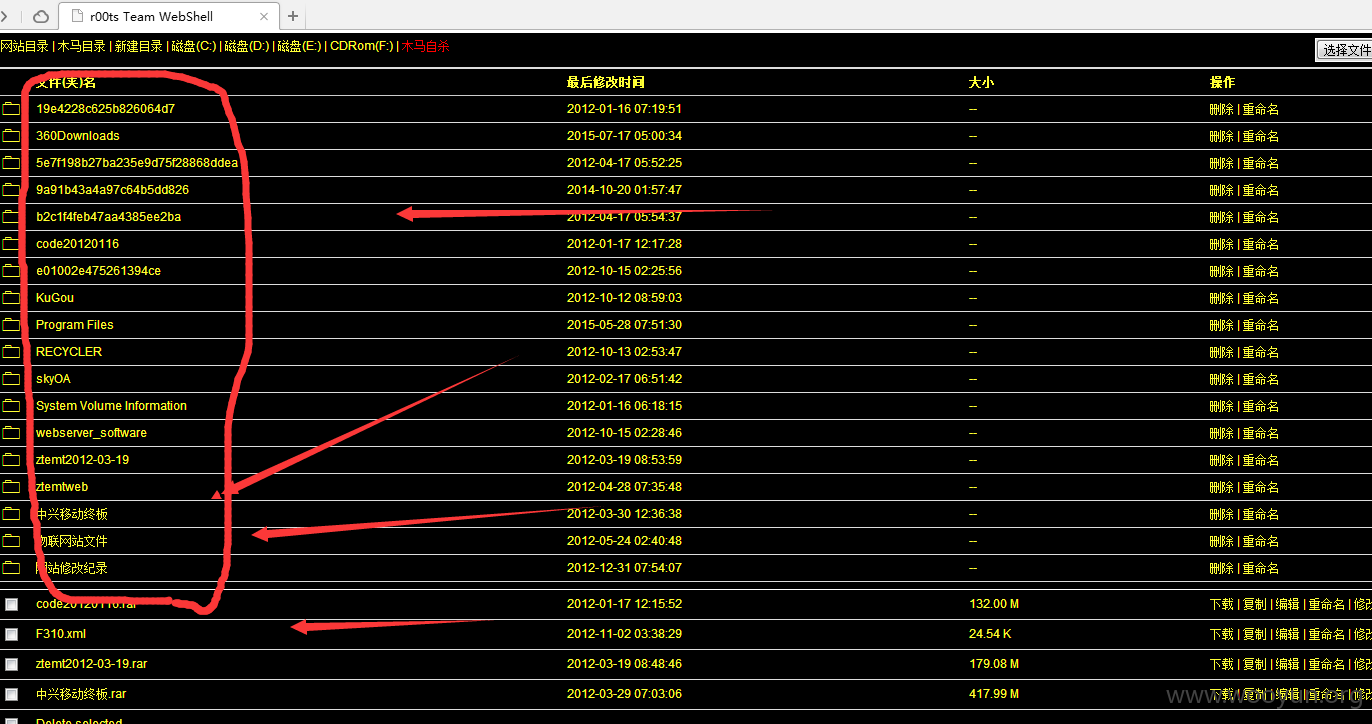 r00ts Team WebShell
网站目录 | 木马目录 | 新建目录 | 磁盘(C:) | 磁盘(D:) | 磁盘(E:) | CDRom(F:) | 木马自杀
选择文件
文件(夹)名 最后修改时间 大小 操作
19e4228c625b826064d7 2012-01-16 07:19:51 -- 删除 | 重命名
360Downloads 2015-07-17 05:00:34 -- 删除 | 重命名
5e7f198b27ba235e9d75f28868ddea 2012-04-17 05:52:25 -- 删除 | 重命名
9a91b43a4a97c64b5dd826 2014-10-20 01:57:47 -- 删除 | 重命名
b2c1f4feb47aa4385ee2ba 2012-04-17 05:54:37 -- 删除 | 重命名
code20120116 2012-01-17 12:17:28 -- 删除 | 重命名
e01002e475261394ce 2012-10-15 02:25:56 -- 删除 | 重命名
KuGou 2012-10-12 08:59:03 -- 删除 | 重命名
Program Files 2015-05-28 07:51:30 -- 删除 | 重命名
RECYCLER 2012-10-13 02:53:47 -- 删除 | 重命名
skyOA 2012-02-17 06:51:42 -- 删除 | 重命名
System Volume Information 2012-01-16 06:18:15 -- 删除 | 重命名
webserver_software 2012-10-15 02:28:46 -- 删除 | 重命名
ztemt2012-03-19 2012-03-19 08:53:59 -- 删除 | 重命名
ztemtweb 2012-04-28 07:35:48 -- 删除 | 重命名
中兴移动终板 2012-03-30 12:36:38 -- 删除 | 重命名
物联网站文件 2012-05-24 02:40:48 -- 删除 | 重命名
网站修改纪录 2012-12-31 07:54:07 -- 删除 | 重命名
code20120116.rar 2012-01-17 12:15:52 132.00 M 下载 | 复制 | 编辑 | 重命名 | 修改
F310.xml 2012-11-02 03:38:29 24.54 K 下载 | 复制 | 编辑 | 重命名 | 修改
ztemt2012-03-19.rar 2012-03-19 08:48:46 179.08 M 下载 | 复制 | 编辑 | 重命名 | 修改
中兴移动终板.rar 2012-03-29 07:03:06 417.99 M 下载 | 复制 | 编辑 | 重命名 | 修改
www.wooyun.org
Delete selected